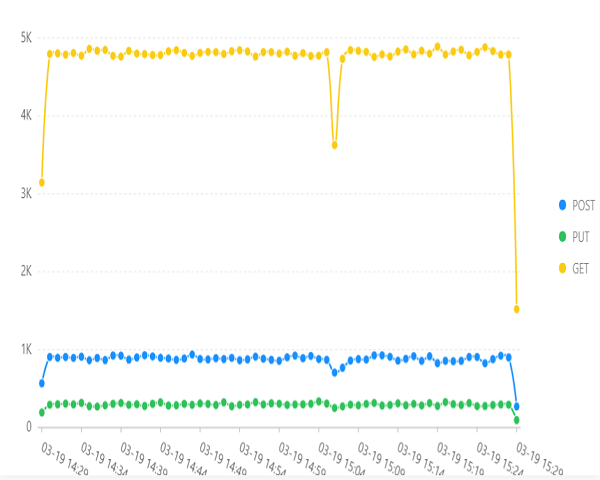 5K
4K
3K
2K
1K
0
POST
PUT
GET
03-19 14:29
03-19 14:34
03-19 14:39
03-19 14:44
03-19 14:49
03-19 14:54
03-19 14:59
03-19 15:04
03-19 15:09
03-19 15:14
03-19 15:19
03-19 15:24
03-19 15:29